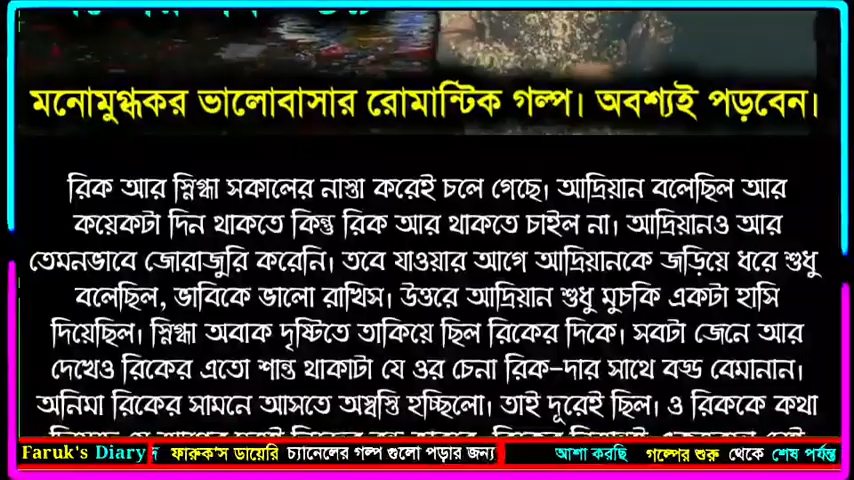 মনোমুগ্ধকর ভালোবাসার রোমান্টিক গল্প। অবশ্যই পড়বেন।
রিক আর স্নিগ্ধা সকালের নাস্তা করেই চলে গেছে। আদ্রিয়ান বলেছিল আর
কয়েকটা দিন থাকতে কিন্তু রিক আর থাকতে চাইল না। আদ্রিয়ানও আর
তেমনভাবে জোরাজুরি করেনি। তবে যাওয়ার আগে আদ্রিয়ানকে জড়িয়ে ধরে শুধু
বলেছিল, ভাবিকে ভালো রাখিস। উত্তরে আদ্রিয়ান শুধু মুচকি একটা হাসি
দিয়েছিল। স্নিগ্ধা অবাক দৃষ্টিতে তাকিয়ে ছিল রিকের দিকে। সবটা জেনে আর
দেখেও রিকের এতো শান্ত থাকাটা যে ওর চেনা রিক-দার সাথে বড্ড বেমানান।
অনিমা রিকের সামনে আসতে অস্বস্তি হচ্ছিলো। তাই দূরেই ছিল। ও রিককে কথা
Faruk's Diary ফারুক'স ডায়েরি চ্যানেলের গল্প গুলো পড়ার জন্য আশা করছি গল্পের শুরু থেকে শেষ পর্যন্ত